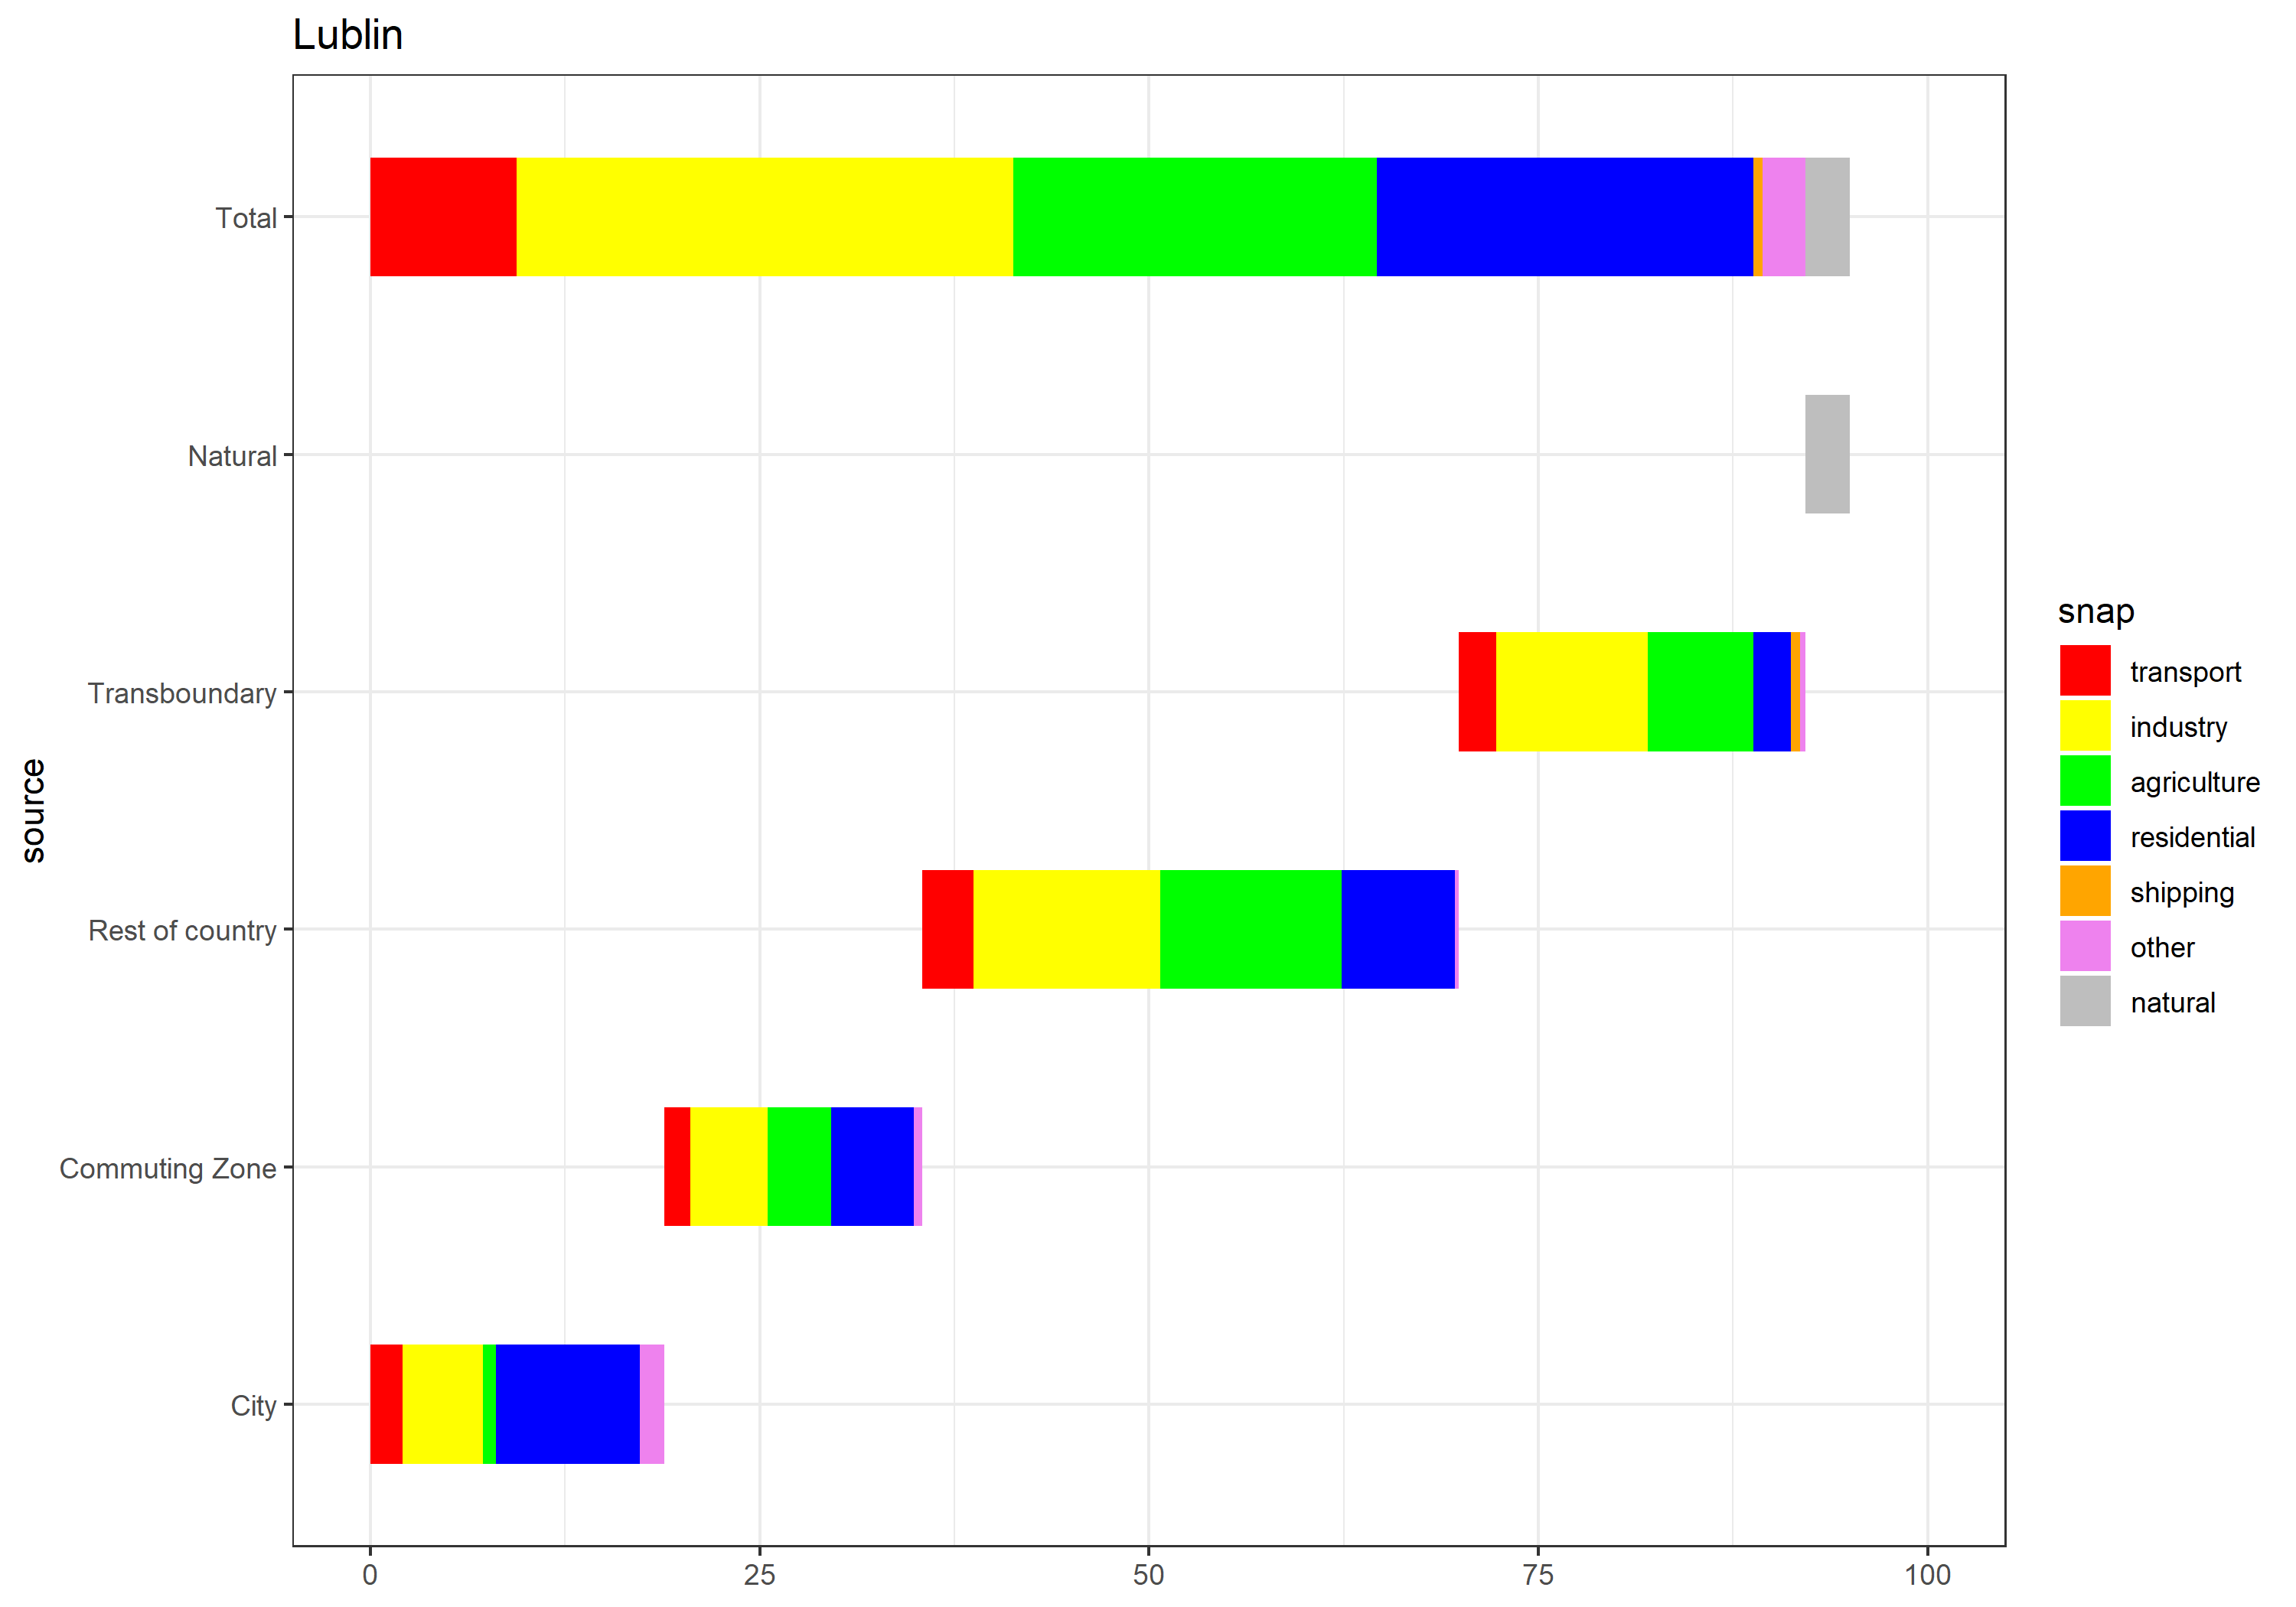 Lublin
Total
Natural
Transboundary
Rest of country
Commuting Zone
City
source
0 25 50 75 100
snap
transport
industry
agriculture
residential
shipping
other
natural